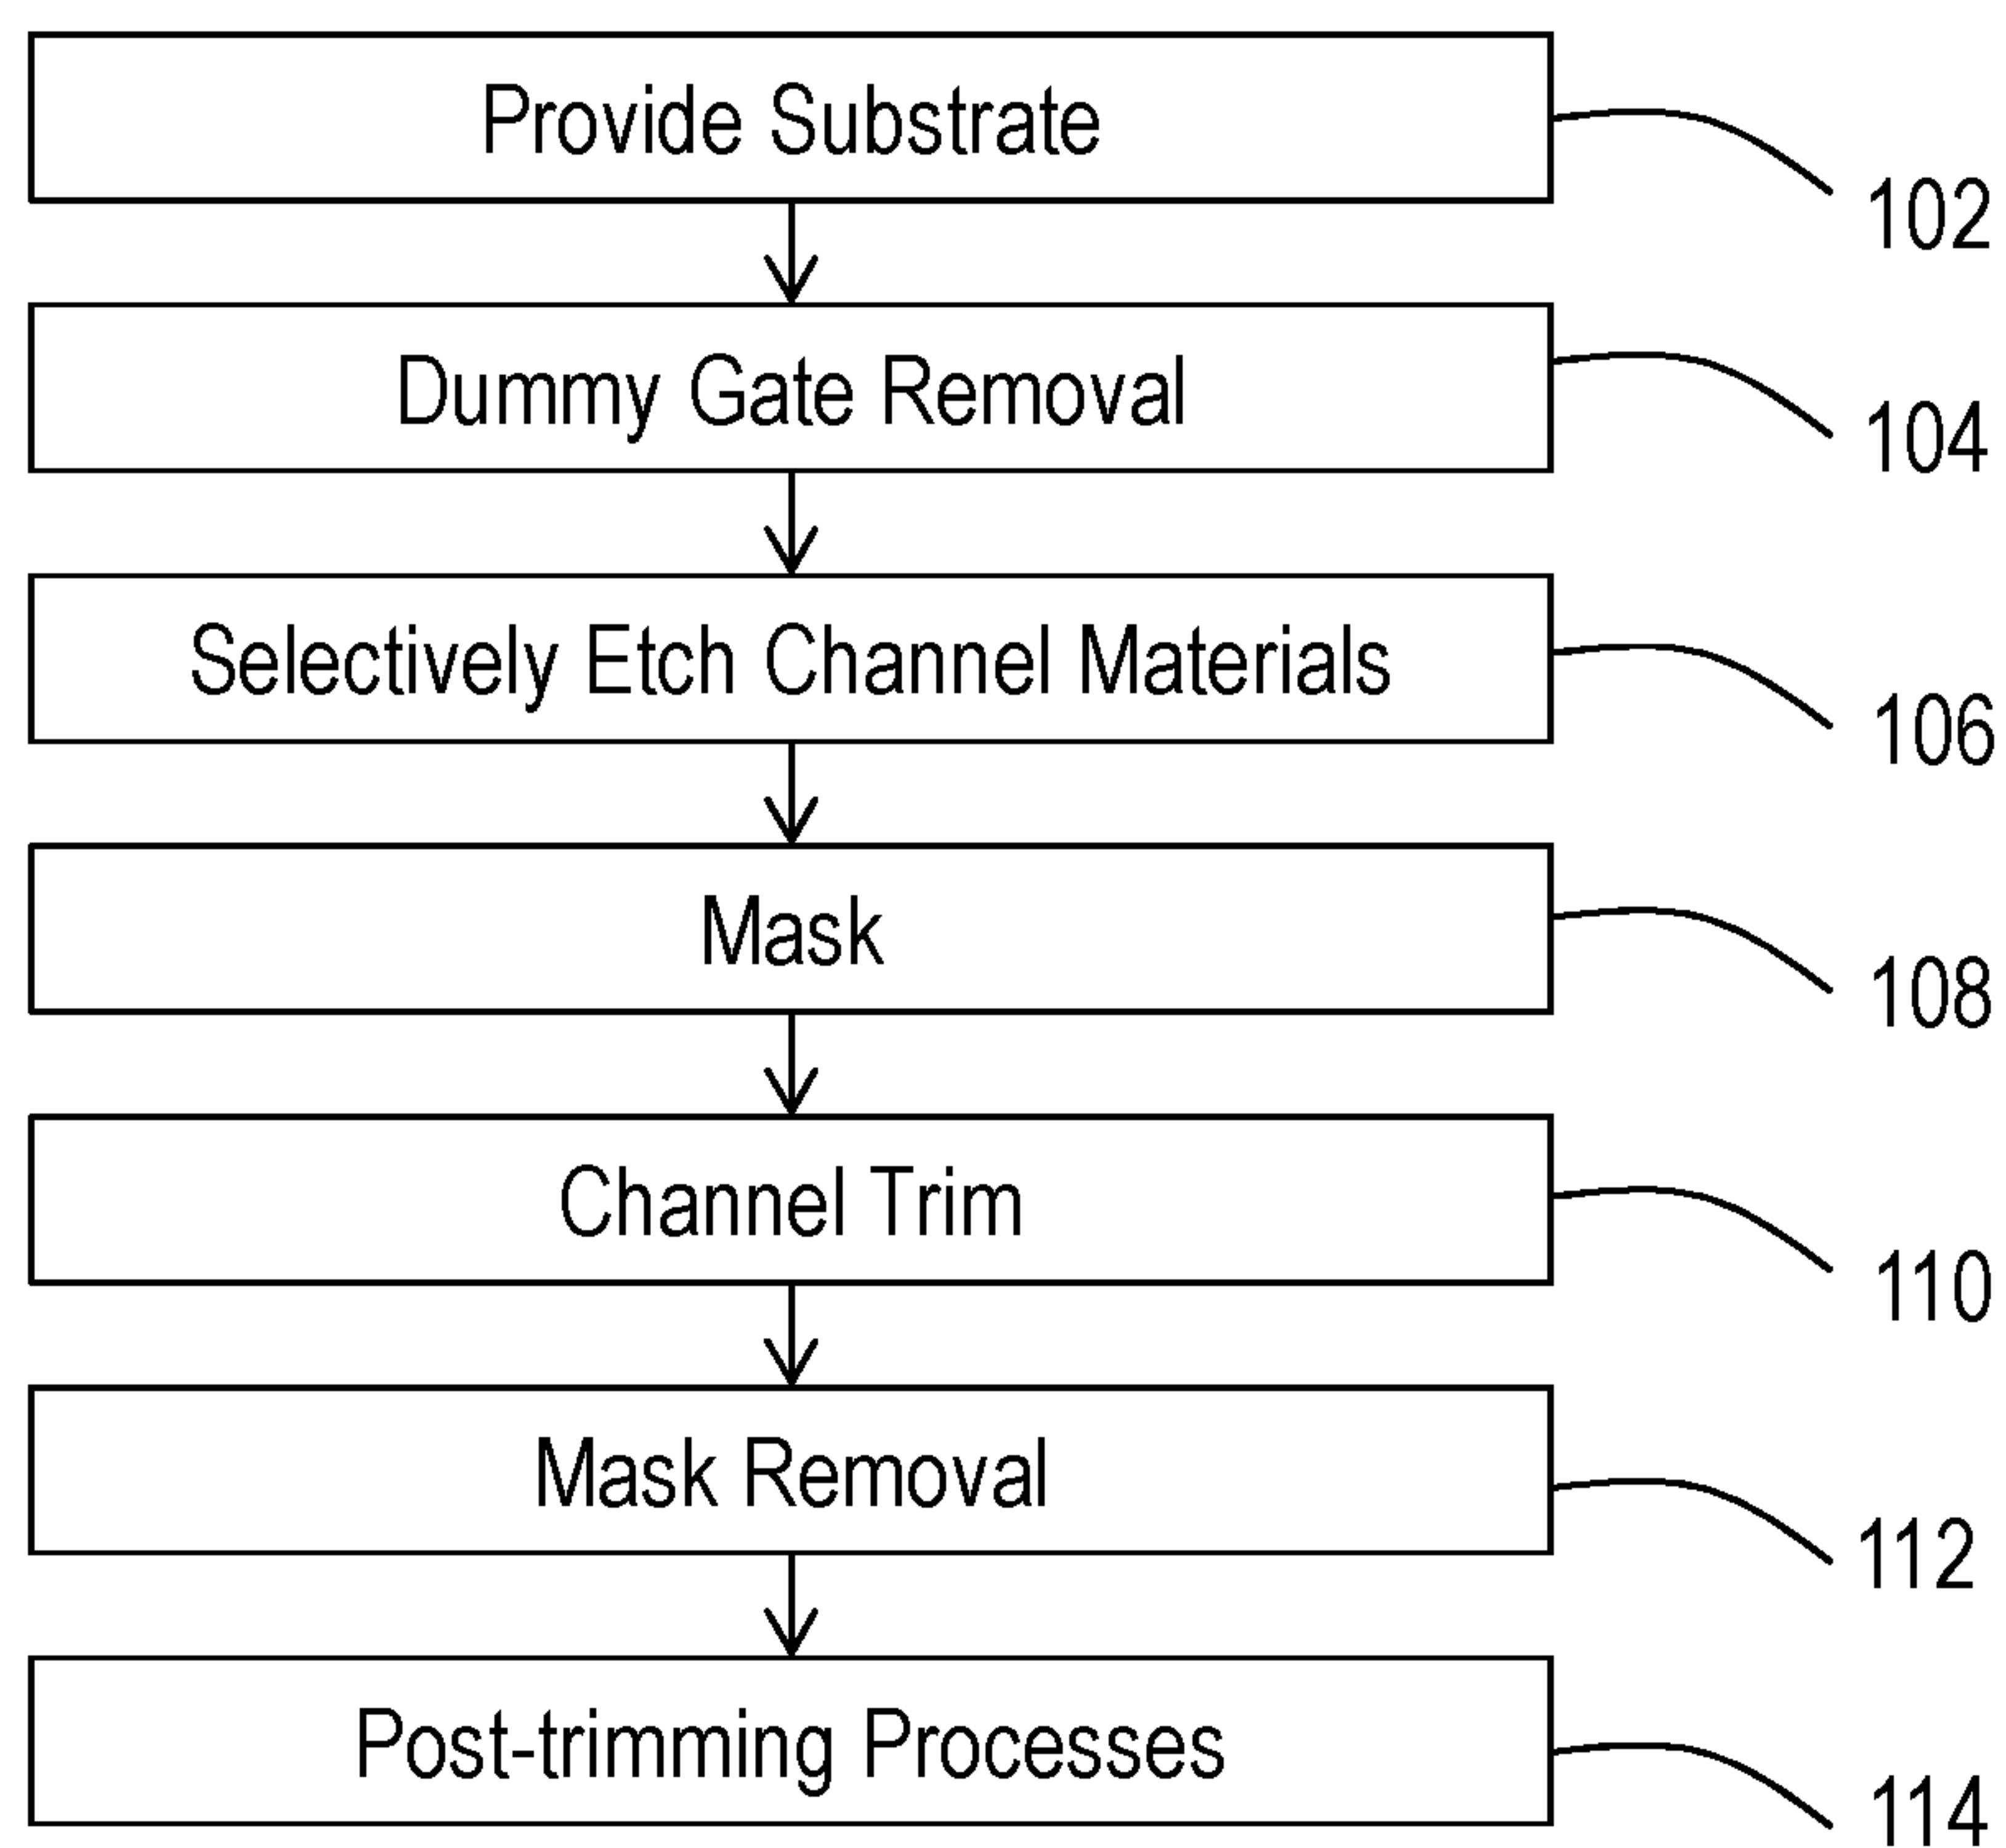 Provide Substrate
102
Dummy Gate Removal
104
Selectively Etch Channel Materials
106
Mask
108
Channel Trim
110
Mask Removal
112
Post-trimming Processes
114